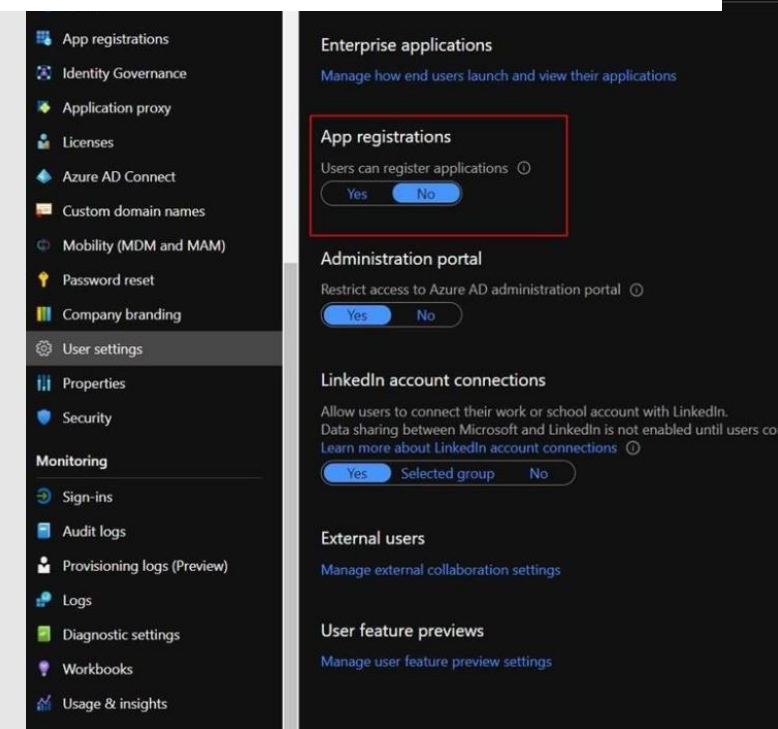 App registrations
Identity Governance
Application proxy
Licenses
Azure AD Connect
Custom domain names
Mobility (MDM and MAM)
Password reset
Company branding
User settings
Properties
Security
Monitoring
Sign-ins
Audit logs
Provisioning logs (Preview)
Logs
Diagnostic settings
Workbooks
Usage & insights
Enterprise applications
Manage how end users launch and view their applications
App registrations
Users can register applications
Yes No
Administration portal
Restrict access to Azure AD administration portal
Yes No
LinkedIn account connections
Allow users to connect their work or school account with LinkedIn.
Data sharing between Microsoft and LinkedIn is not enabled until users co
Learn more about LinkedIn account connections
Yes Selected group No
External users
Manage external collaboration settings
User feature previews
Manage user feature preview settings